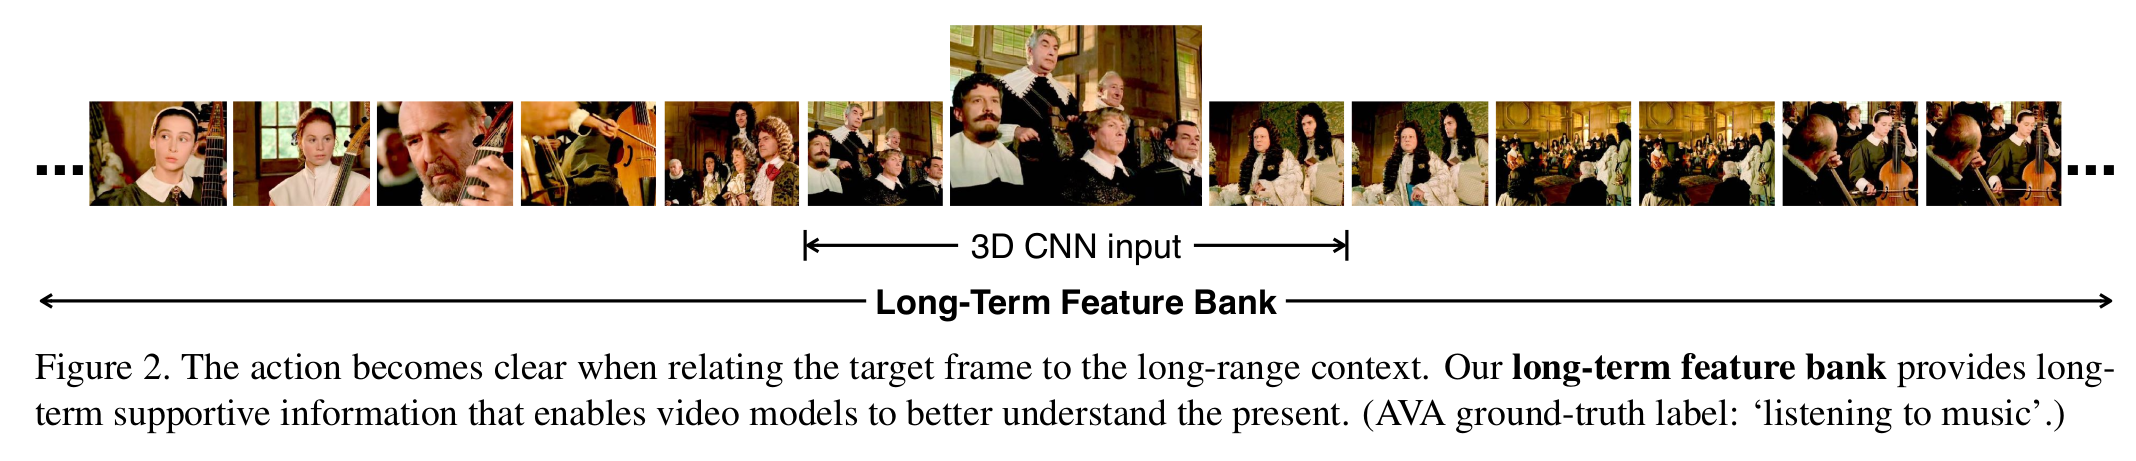 3D CNN input
Long-Term Feature Bank
Figure 2. The action becomes clear when relating the target frame to the long-range context. Our long-term feature bank provides long-
term supportive information that enables video models to better understand the present. (AVA ground-truth label: ‘listening to music’.)